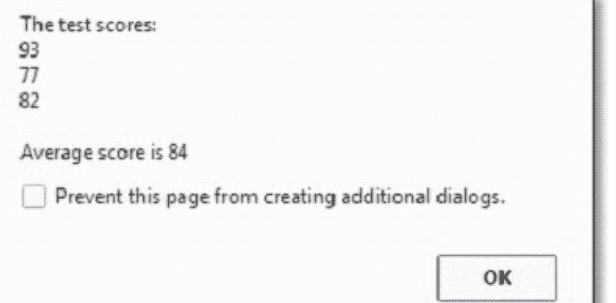 The test scores:
93
77
82
Average score is 84
Prevent this page from creating additional dialogs.
OK